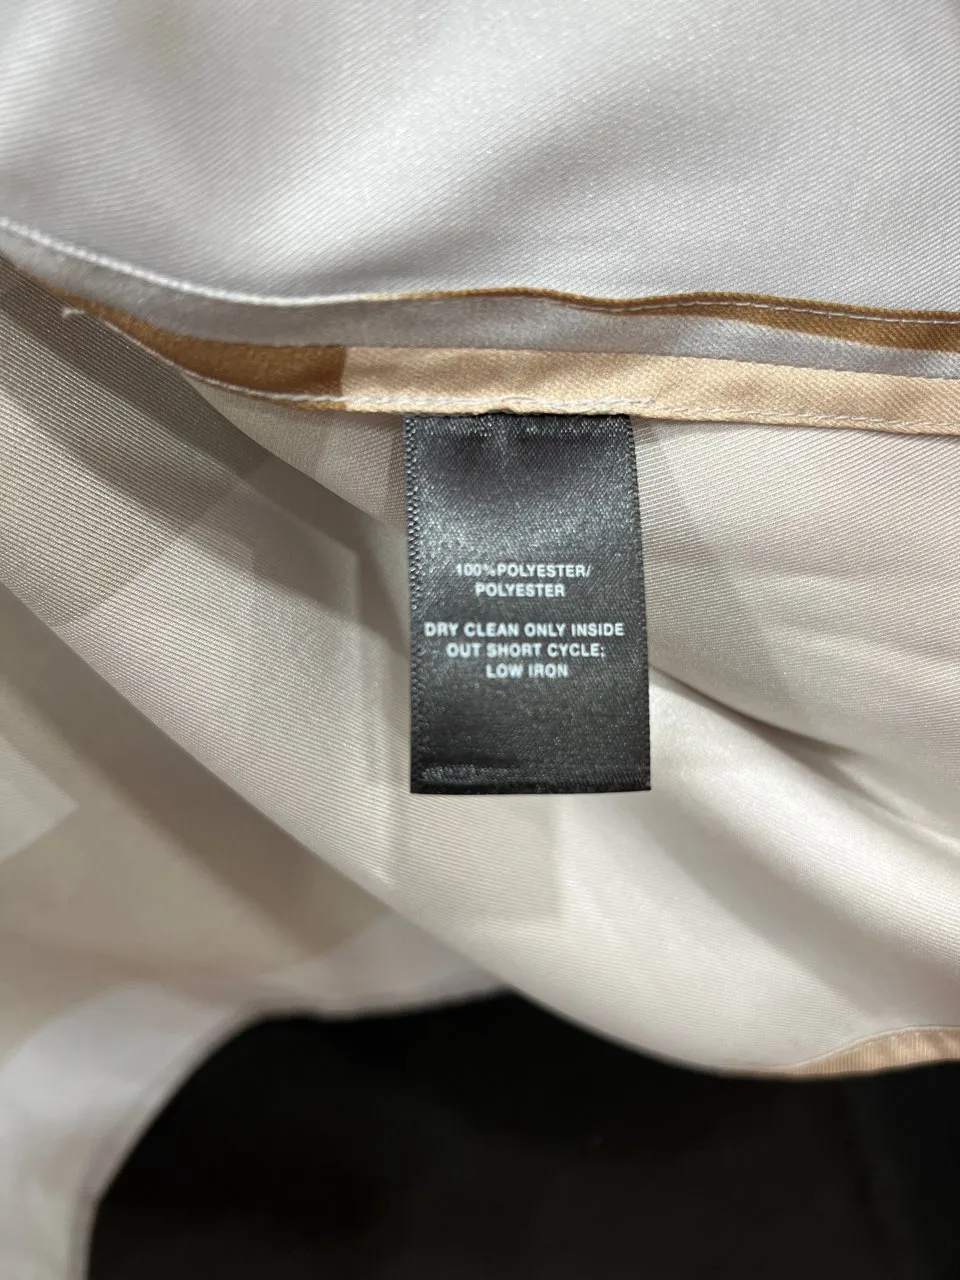 100%POLYESTER/
POLYESTER
DRY CLEAN ONLY INSIDE
OUT SHORT CYCLE;
LOW IRON